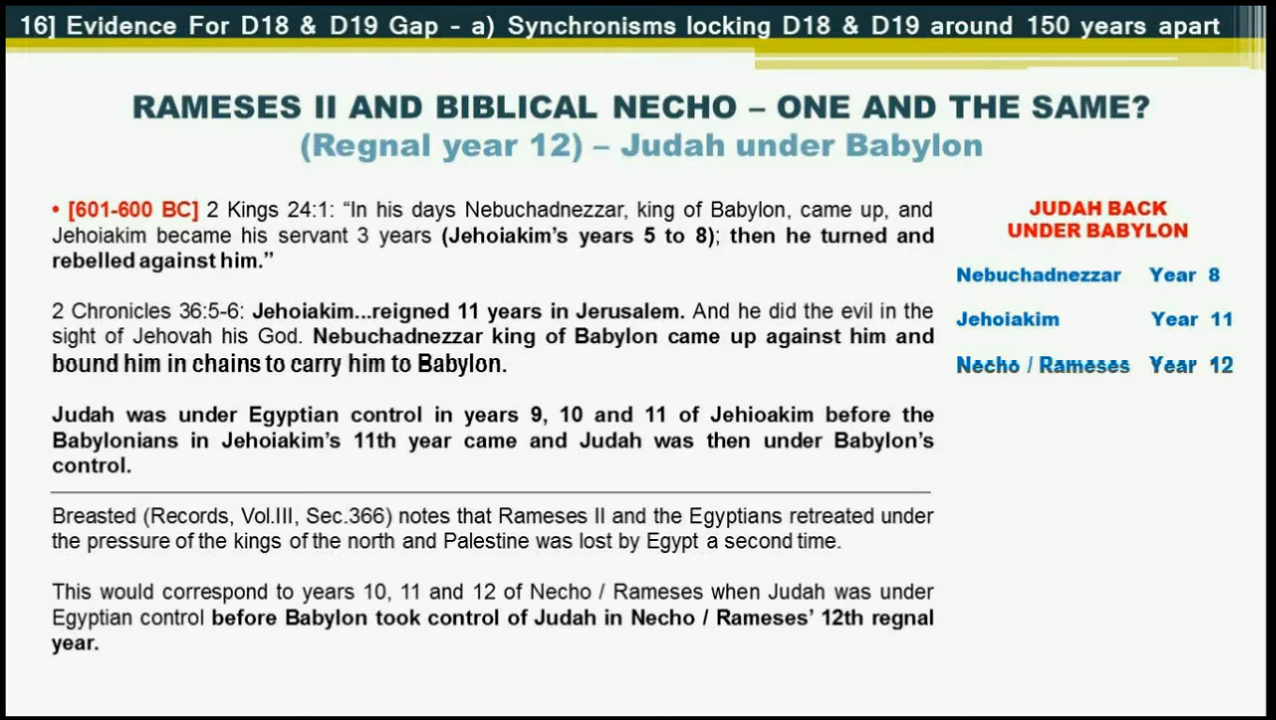 16] Evidence For D18 & D19 Gap - a) Synchronisms locking D18 & D19 around 150 years apart
RAMESES II AND BIBLICAL NECHO – ONE AND THE SAME?
(Regnal year 12) – Judah under Babylon
• [601-600 BC] 2 Kings 24:1: “In his days Nebuchadnezzar, king of Babylon, came up, and
Jehoiakim became his servant 3 years (Jehoiakim’s years 5 to 8); then he turned and
rebelled against him.”
2 Chronicles 36:5-6: Jehoiakim...reigned 11 years in Jerusalem. And he did the evil in the
sight of Jehovah his God. Nebuchadnezzar king of Babylon came up against him and
bound him in chains to carry him to Babylon.
Judah was under Egyptian control in years 9, 10 and 11 of Jehioakim before the
Babylonians in Jehoiakim’s 11th year came and Judah was then under Babylon’s
control.
Breasted (Records, Vol.III, Sec.366) notes that Rameses II and the Egyptians retreated under
the pressure of the kings of the north and Palestine was lost by Egypt a second time.
This would correspond to years 10, 11 and 12 of Necho / Rameses when Judah was under
Egyptian control before Babylon took control of Judah in Necho / Rameses’ 12th regnal
year.
JUDAH BACK
UNDER BABYLON
Nebuchadnezzar Year 8
Jehoiakim Year 11
Necho / Rameses Year 12